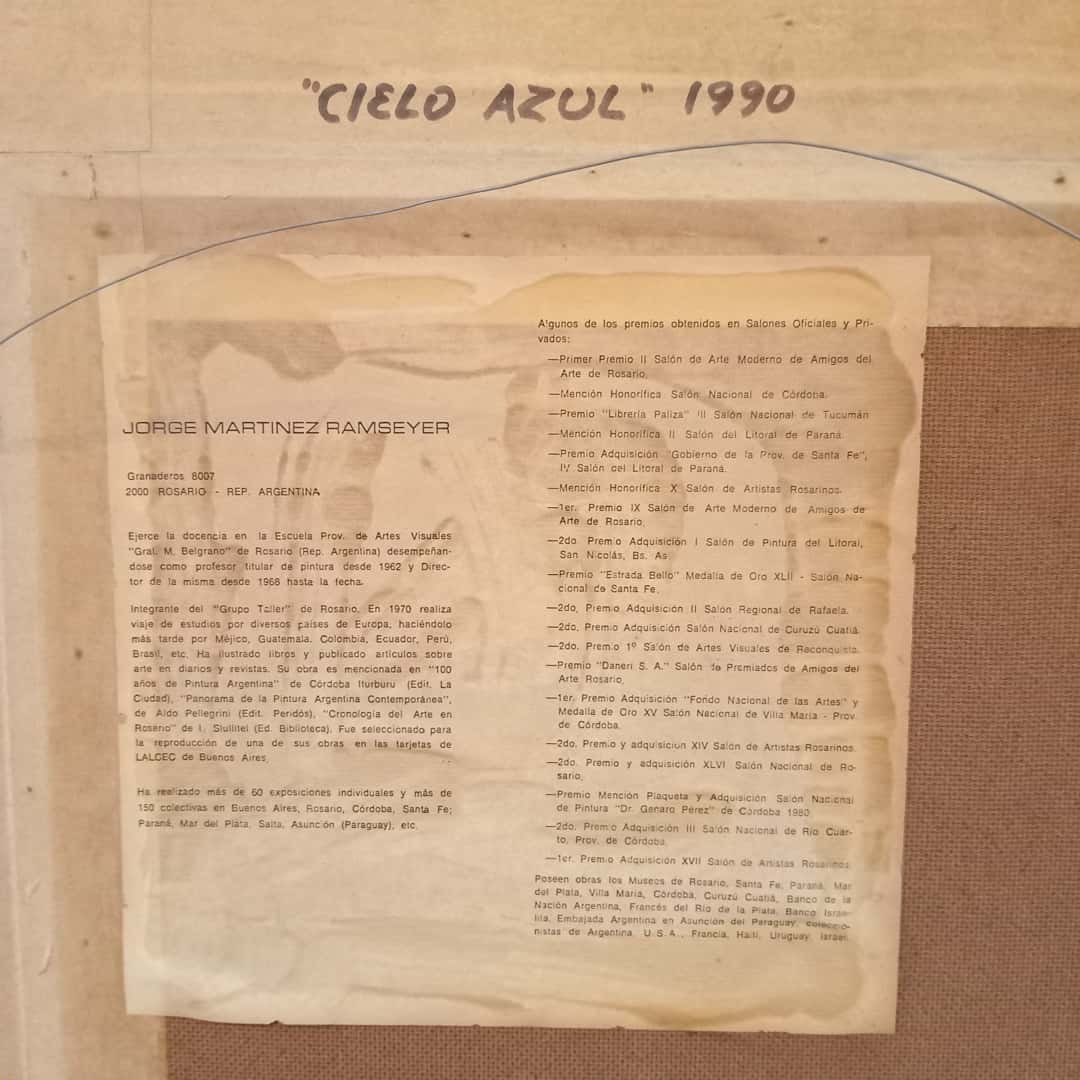 "CIELO AZUL" 1990
JORGE MARTINEZ RAMSEYER
Granaderos 8007
2000 ROSARIO - REP. ARGENTINA
Ejerce la docencia en la Escuela Prov. de Artes Visuales
"Gral. M. Belgrano" de Rosario (Rep. Argentina) desempeñan-
dose como profesor titular de pintura desde 1962 y Direc-
tor de la misma desde 1968 hasta la fecha.
Integrante del "Grupo Taller" de Rosario. En 1970 realiza
viaje de estudios por diversos países de Europa, haciéndolo
más tarde por Méjico, Guatemala, Colombia, Ecuador, Perú,
Brasil, etc. Ha ilustrado libros y publicado artículos sobre
arte en diarios y revistas. Su obra es mencionada en "100
años de Pintura Argentina" de Córdoba Iturburu (Edit. La
Ciudad), "Panorama de la Pintura Argentina Contemporánea",
de Aldo Pellegrini (Edit. Peridós), "Cronología del Arte en
Rosario" de I. Slullitel (Ed. Biblioteca). Fue seleccionado para
la reproducción de una de sus obras en las tarjetas de
LALCEC de Buenos Aires.
Ha realizado más de 60 exposiciones individuales y más de
150 colectivas en Buenos Aires, Rosario, Córdoba, Santa Fe;
Paraná, Mar del Plata, Salta, Asunción (Paraguay), etc.
Algunos de los premios obtenidos en Salones Oficiales y Pri-
vados:
—Primer Premio II Salón de Arte Moderno de Amigos del
Arte de Rosario.
—Mención Honorífica Salón Nacional de Córdoba.
—Premio "Librería Paliza" III Salón Nacional de Tucumán
—Mención Honorífica II Salón del Litoral de Paraná.
—Premio Adquisición "Gobierno de la Prov. de Santa Fe",
IV Salón del Litoral de Paraná.
—Mención Honorífica X Salón de Artistas Rosarinos.
—1er. Premio IX Salón de Arte Moderno de Amigos de
Arte de Rosario.
—2do. Premio Adquisición I Salón de Pintura del Litoral,
San Nicolás, Bs. As.
—Premio "Estrada Bello" Medalla de Oro XLII - Salón Na-
cional de Santa Fe.
—2do. Premio Adquisición II Salón Regional de Rafaela.
—2do. Premio Adquisición Salón Nacional de Curuzú Cuatiá.
—2do. Premio 1º Salón de Artes Visuales de Reconquista.
—Premio "Daneri S. A." Salón de Premiados de Amigos del
Arte Rosario.
—1er. Premio Adquisición "Fondo Nacional de las Artes" y
Medalla de Oro XV Salón Nacional de Villa María - Prov.
de Córdoba.
—2do. Premio y adquisición XIV Salón de Artistas Rosarinos.
—2do. Premio y adquisición XLVI Salón Nacional de Ro-
sario,
—Premio Mención Plaqueta y Adquisición Salón Nacional
de Pintura "Dr. Genaro Pérez" de Córdoba 1980
—2do. Premio Adquisición III Salón Nacional de Río Cuar-
to, Prov. de Córdoba.
—1er. Premio Adquisición XVII Salón de Artistas Rosarinos.
Poseen obras los Museos de Rosario, Santa Fe, Paraná, Mar
del Plata, Villa María, Córdoba, Curuzú Cuatiá, Banco de la
Nación Argentina, Francés del Río de la Plata, Banco Israe-
lita, Embajada Argentina en Asunción del Paraguay, coleccio-
nistas de Argentina, U.S.A., Francia, Haití, Uruguay, Israel.